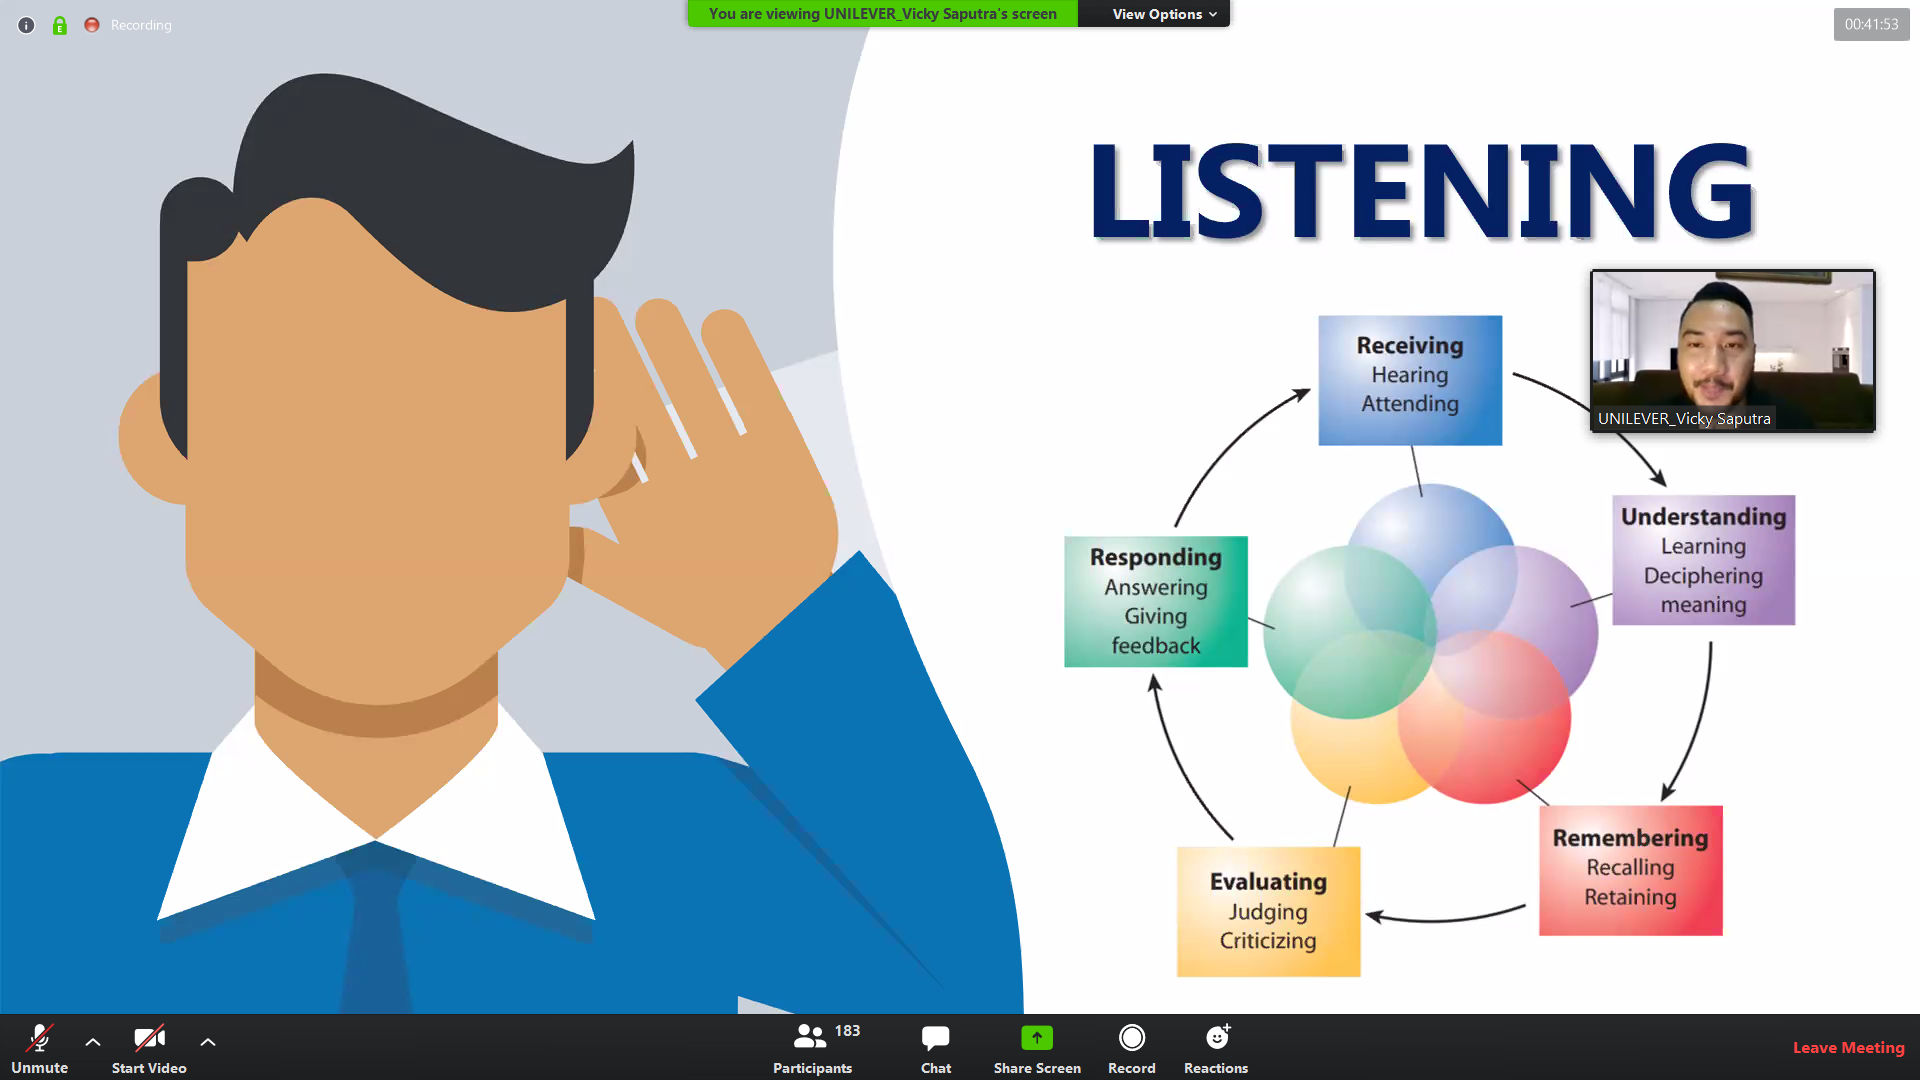 Recording
You are viewing UNILEVER_Vicky Saputra's screen
View Options
00:41:53
LISTENING
Receiving
Hearing
Attending
UNILEVER_Vicky Saputra
Understanding
Learning
Deciphering
meaning
Responding
Answering
Giving
feedback
Remembering
Recalling
Retaining
Evaluating
Judging
Criticizing
Unmute
Start Video
183
Participants
Chat
Share Screen
Record
Reactions
Leave Meeting